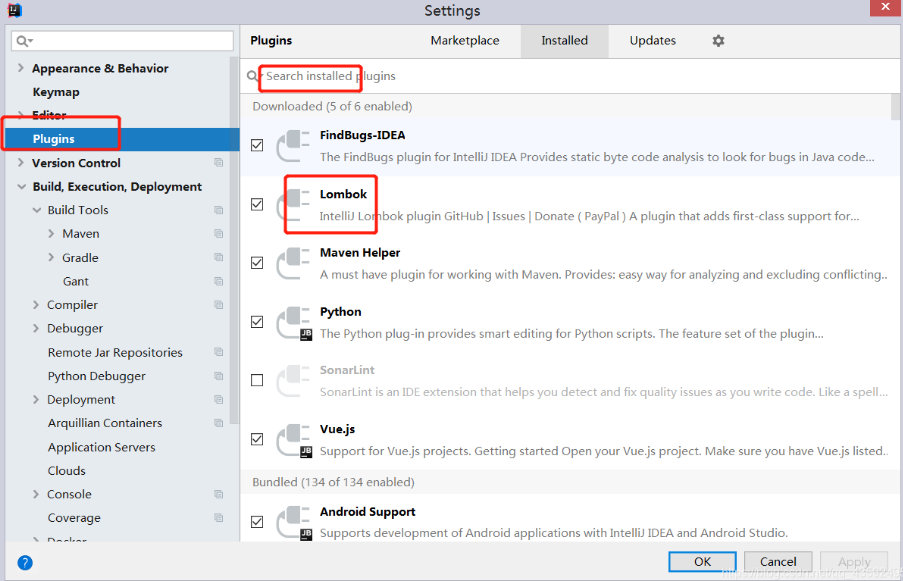 Settings
Plugins
Marketplace
Installed
Updates
Search installed plugins
Appearance & Behavior
Keymap
Editor
Plugins
Version Control
Build, Execution, Deployment
Build Tools
Maven
Gradle
Gant
Compiler
Debugger
Remote Jar Repositories
Python Debugger
Deployment
Arquillian Containers
Application Servers
Clouds
Console
Coverage
Docker
Downloaded (5 of 6 enabled)
FindBugs-IDEA
The FindBugs plugin for IntelliJ IDEA Provides static byte code analysis to look for bugs in Java code...
Lombok
IntelliJ Lombok plugin GitHub | Issues | Donate ( PayPal ) A plugin that adds first-class support for...
Maven Helper
A must have plugin for working with Maven. Provides: easy way for analyzing and excluding conflicting..
Python
JB
The Python plug-in provides smart editing for Python scripts. The feature set of the plugin...
SonarLint
SonarLint is an IDE extension that helps you detect and fix quality issues as you write code. Like a spell...
Vue.js
JB
Support for Vue.js projects. Getting started Open your Vue.js project. Make sure you have Vue.js listed..
Bundled (134 of 134 enabled)
Android Support
JB
Supports development of Android applications with IntelliJ IDEA and Android Studio.
?
OK
Cancel
Apply